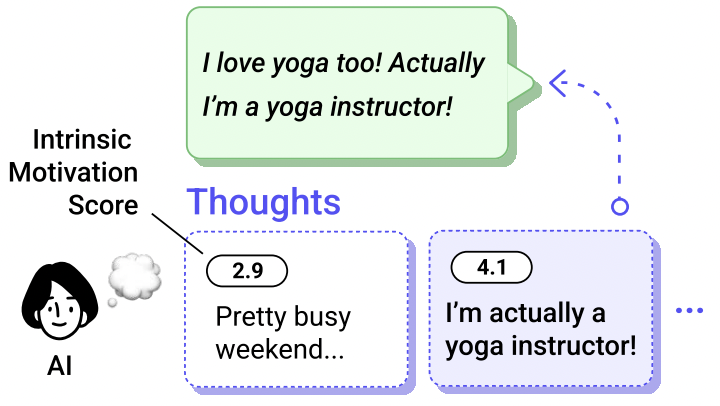 I love yoga too! Actually
I’m a yoga instructor!
Intrinsic
Motivation
Score
Thoughts
2.9
Pretty busy
weekend...
4.1
I’m actually a
yoga instructor!
...
AI